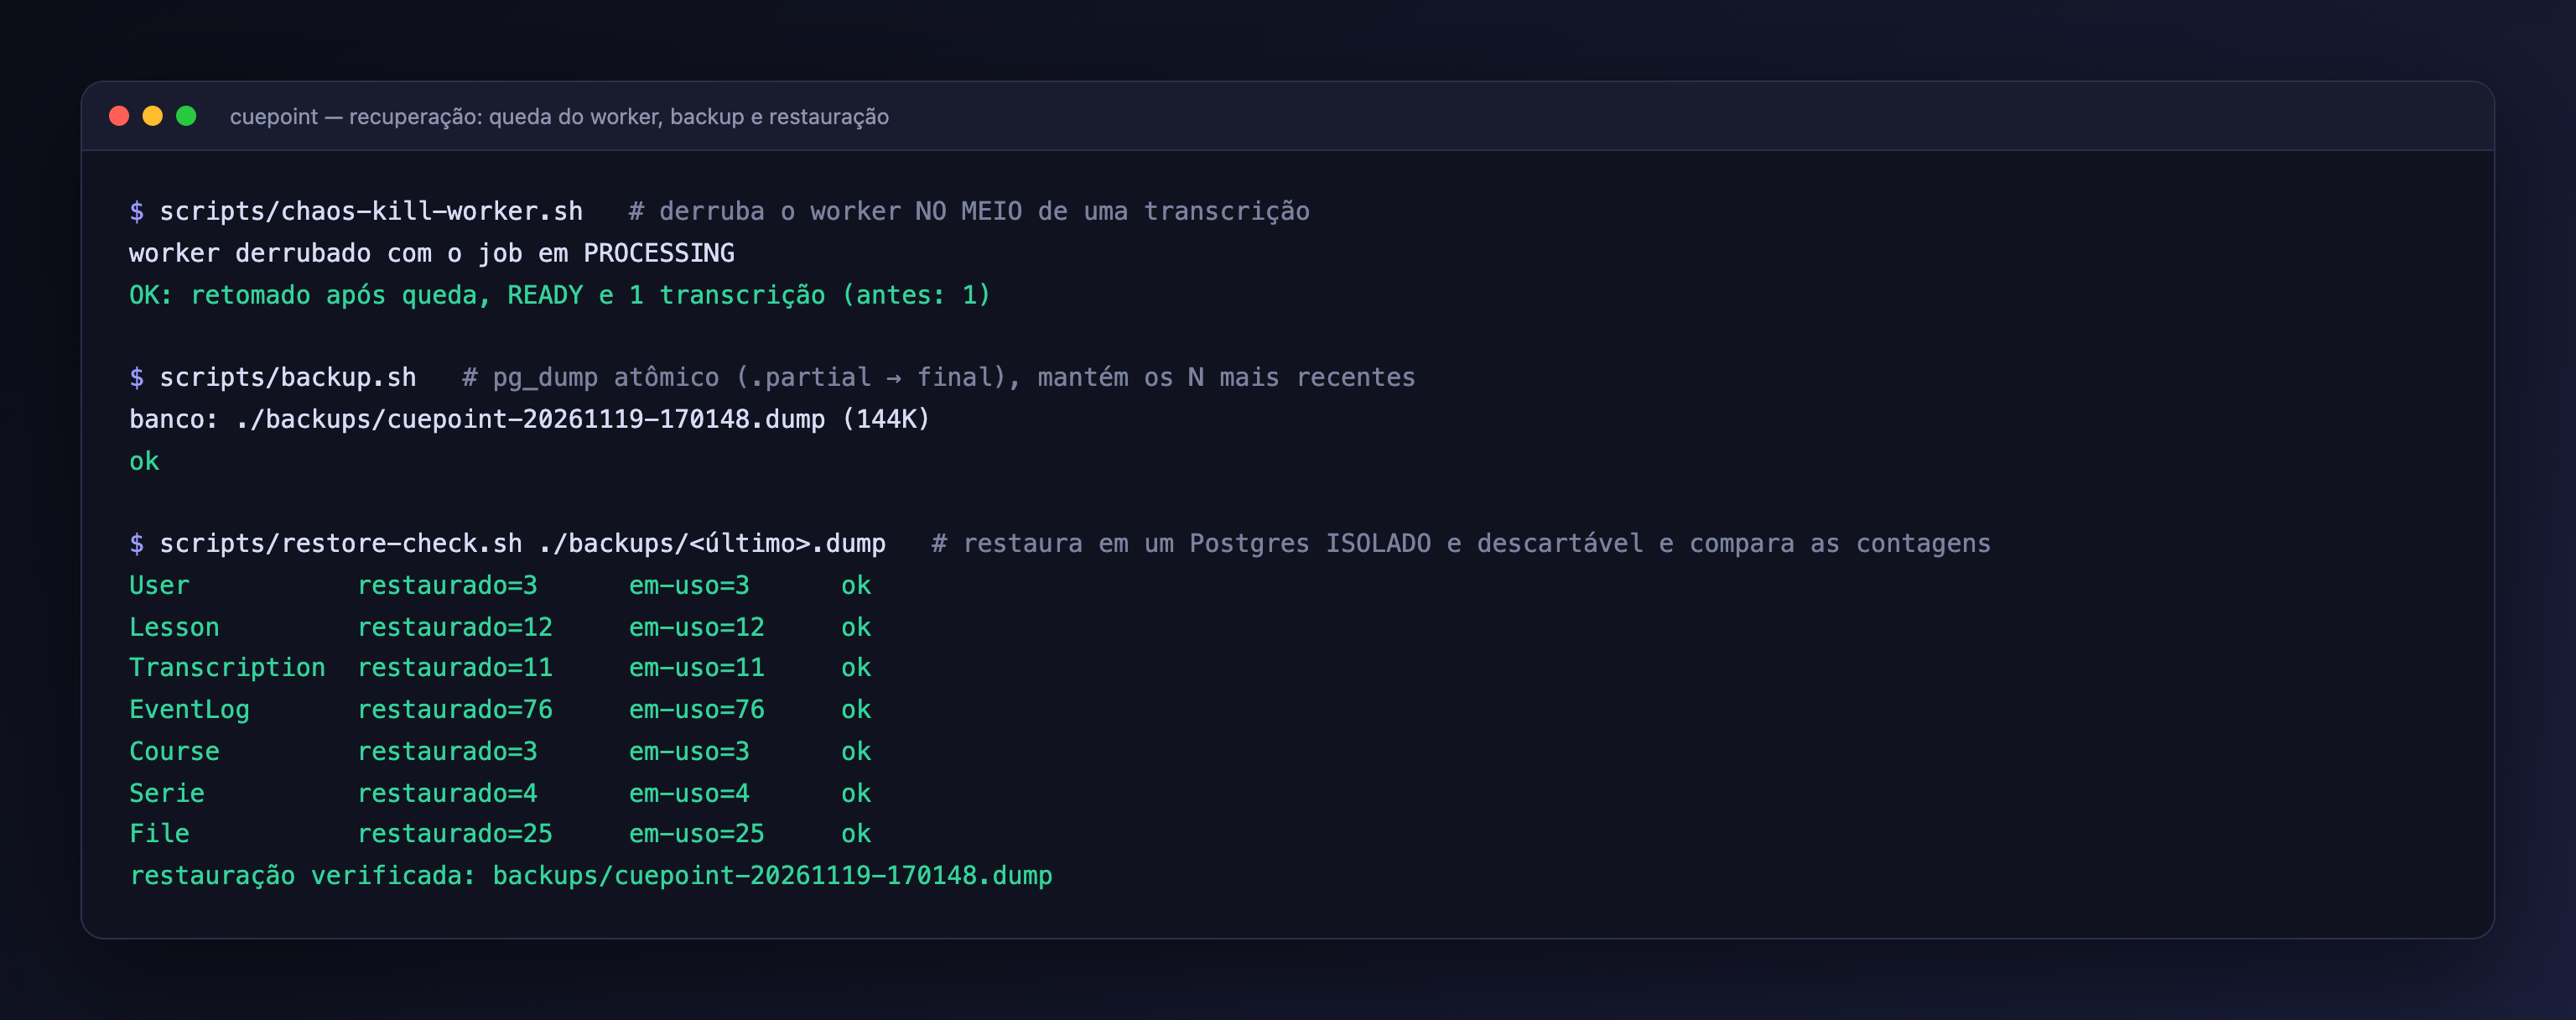 cuepoint — recuperação: queda do worker, backup e restauração
$ scripts/chaos-kill-worker.sh   # derruba o worker NO MEIO de uma transcrição
worker derrubado com o job em PROCESSING
OK: retomado após queda, READY e 1 transcrição (antes: 1)
$ scripts/backup.sh   # pg_dump atômico (.partial → final), mantém os N mais recentes
banco: ./backups/cuepoint-20261119-170148.dump (144K)
ok
$ scripts/restore-check.sh ./backups/<último>.dump   # restaura em um Postgres ISOLADO e descartável e compara as contagens
User           restaurado=3      em-uso=3      ok
Lesson         restaurado=12     em-uso=12     ok
Transcription  restaurado=11     em-uso=11     ok
EventLog       restaurado=76     em-uso=76     ok
Course         restaurado=3      em-uso=3      ok
Serie          restaurado=4      em-uso=4      ok
File           restaurado=25     em-uso=25     ok
restauração verificada: backups/cuepoint-20261119-170148.dump